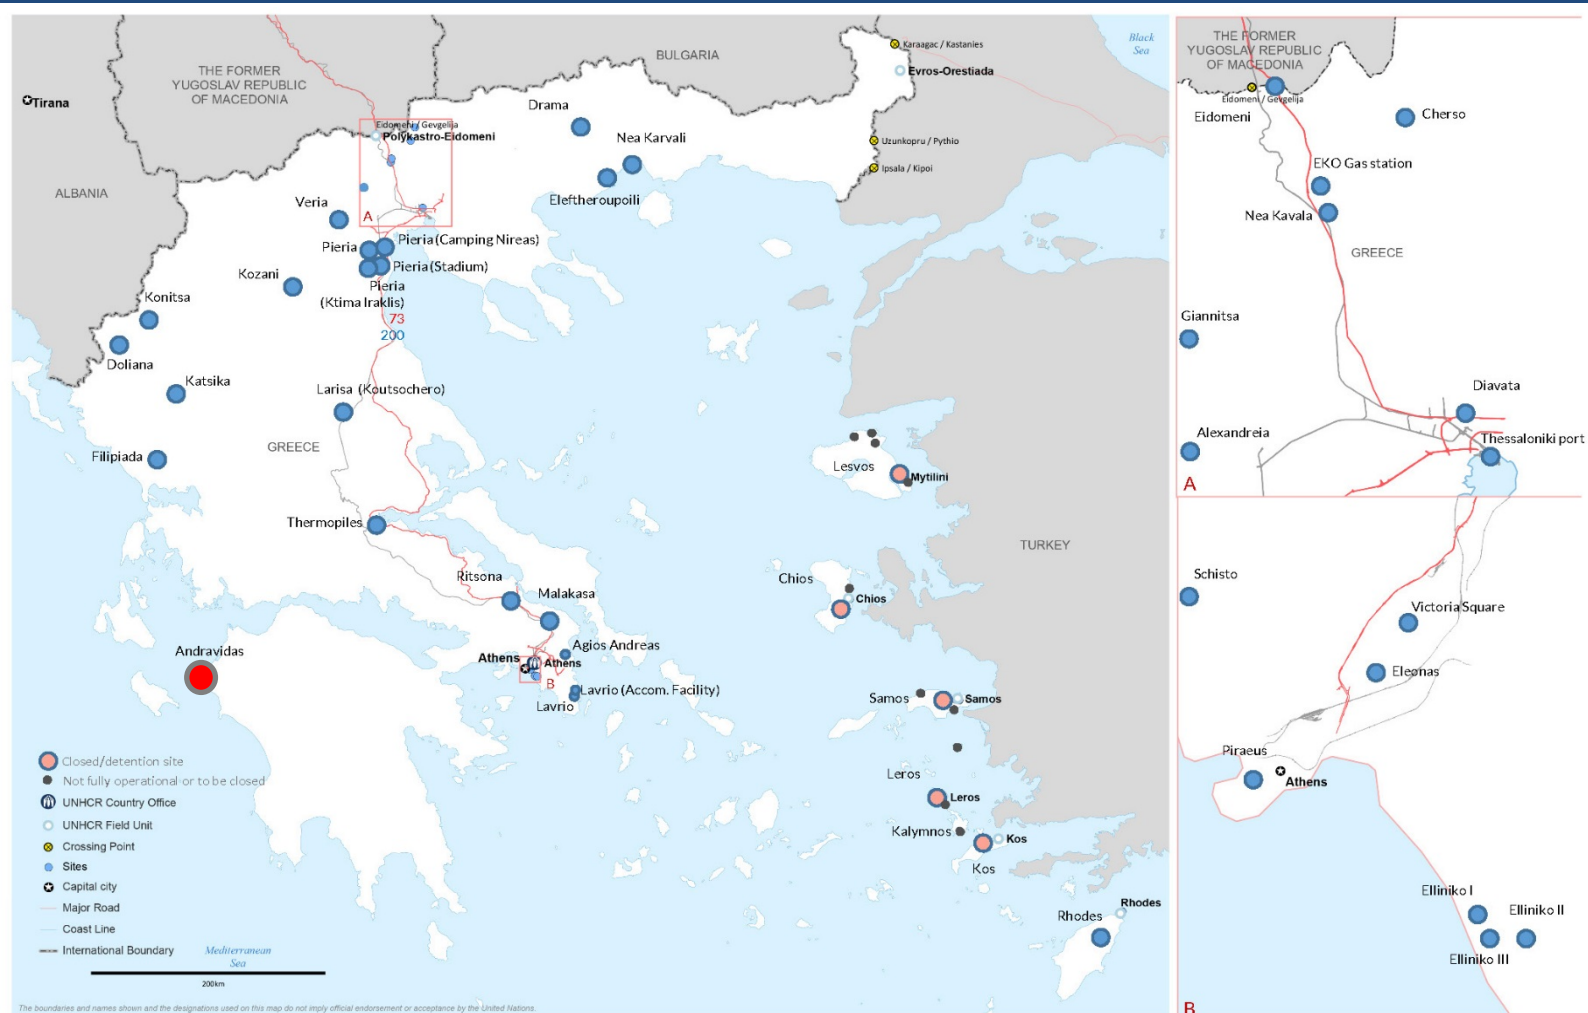 BULGARIA
Black
Sea
Karaagac / Kastanies
Evros-Orestiada
THE FORMER
YUGOSLAV REPUBLIC
OF MACEDONIA
Tirana
Drama
Eidomeni / Gevgelija
Polykastro-Eidomeni
Nea Karvali
Uzunkopru / Pythio
Ipsala / Kipoi
ALBANIA
Eleftheroupoili
Veria
A
Pieria
Pieria (Camping Nireas)
Pieria (Stadium)
Kozani
Pieria
(Ktima Iraklis)
Konitsa
73
200
Doliana
Katsika
Larisa (Koutsochero)
GREECE
Filipiada
Lesvos
Mytilini
Thermopiles
TURKEY
Ritsona
Malakasa
Chios
Chios
Andravidas
Agios Andreas
Athens
Athens
B
Lavrio (Accom. Facility)
Lavrio
Samos
Samos
Leros
Leros
Kalymnos
Kos
Kos
Rhodes
Rhodes
Closed/detention site
Not fully operational or to be closed
UNHCR Country Office
UNHCR Field Unit
Crossing Point
Sites
Capital city
Major Road
Coast Line
International Boundary
Mediterranean
Sea
200km
The boundaries and names shown and the designations used on this map do not imply official endorsement or acceptance by the United Nations.
THE FORMER
YUGOSLAV REPUBLIC
OF MACEDONIA
Eidomeni / Gevgelija
Eidomeni
Cherso
EKO Gas station
Nea Kavala
GREECE
Giannitsa
Diavata
Alexandreia
Thessaloniki port
A
Schisto
Victoria Square
Eleonas
Piraeus
Athens
Elliniko I
Elliniko II
Elliniko III
B